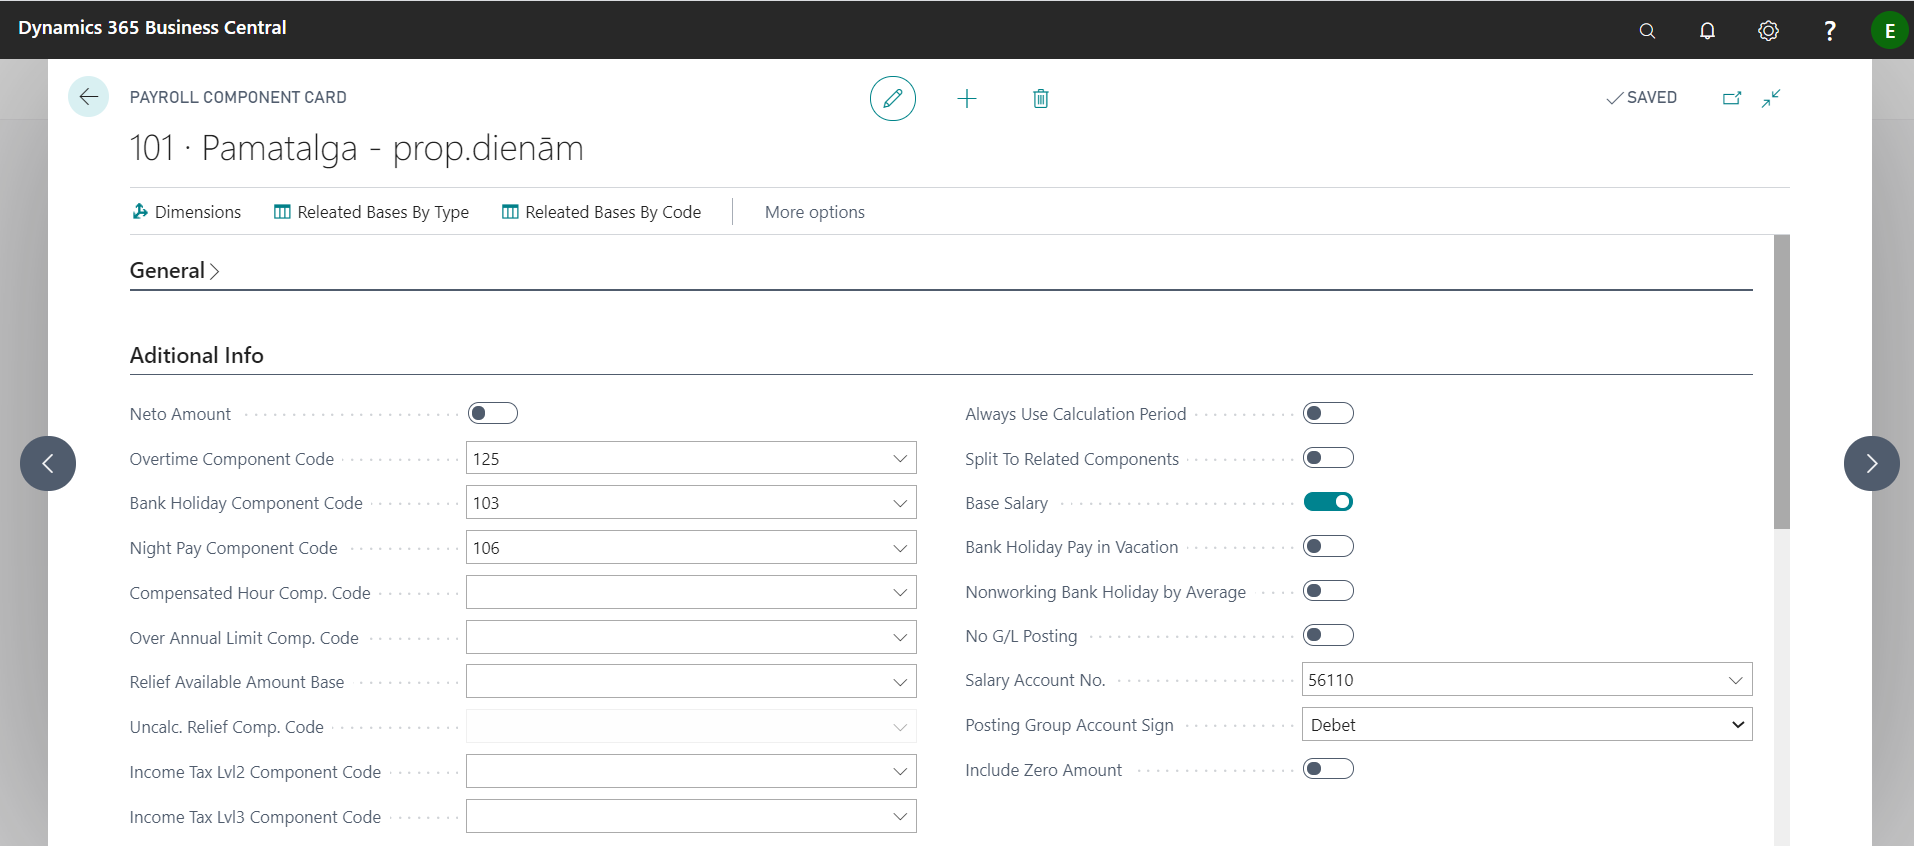 Dynamics 365 Business Central
?
E
PAYROLL COMPONENT CARD
SAVED
101 · Pamatalga - prop.dienām
Dimensions
Releated Bases By Type
Releated Bases By Code
More options
General
Aditional Info
Neto Amount
Overtime Component Code
125
Bank Holiday Component Code
103
Night Pay Component Code
106
Compensated Hour Comp. Code
Over Annual Limit Comp. Code
Relief Available Amount Base
Uncalc. Relief Comp. Code
Income Tax Lvl2 Component Code
Income Tax Lvl3 Component Code
Always Use Calculation Period
Split To Related Components
Base Salary
Bank Holiday Pay in Vacation
Nonworking Bank Holiday by Average
No G/L Posting
Salary Account No.
56110
Posting Group Account Sign
Debet
Include Zero Amount